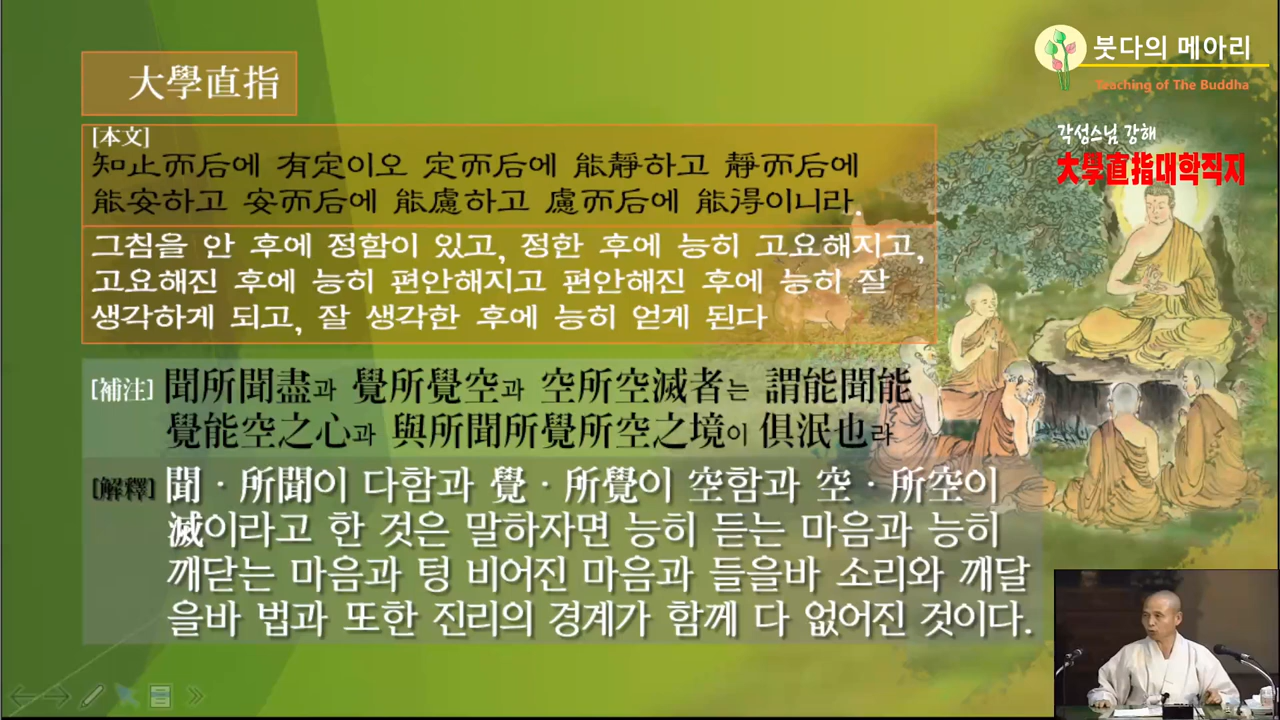 大學直指
[本文]
知止而后에 有定이오 定而后에 能靜하고 靜而后에
能安하고 安而后에 能慮하고 慮而后에 能得이니라.
그침을 안 후에 정함이 있고, 정한 후에 능히 고요해지고,
고요해진 후에 능히 편안해지고 편안해진 후에 능히 잘
생각하게 되고, 잘 생각한 후에 능히 얻게 된다
[補注] 聞所聞盡과 覺所覺空과 空所空滅者는 謂能聞能
覺能空之心과 與所聞所覺所空之境이 俱泯也라
[解釋] 聞·所聞이 다함과 覺·所覺이 空함과 空·所空이
滅이라고 한 것은 말하자면 능히 듣는 마음과 능히
깨닫는 마음과 텅 비어진 마음과 들을바 소리와 깨달
을바 법과 또한 진리의 경계가 함께 다 없어진 것이다.
붓다의 메아리
Teaching of The Buddha
각성스님 강해
大學直指대학직지